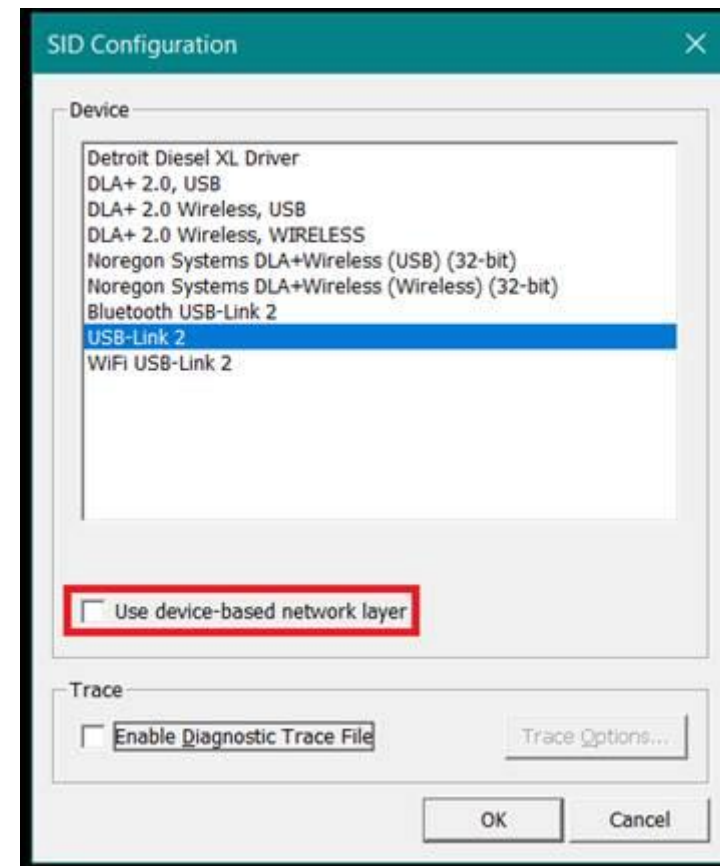 SID Configuration
Device
Detroit Diesel XL Driver
DLA+ 2.0, USB
DLA+ 2.0 Wireless, USB
DLA+ 2.0 Wireless, WIRELESS
Noregon Systems DLA+Wireless (USB) (32-bit)
Noregon Systems DLA+Wireless (Wireless) (32-bit)
Bluetooth USB-Link 2
USB-Link 2
WiFi USB-Link 2
Use device-based network layer
Trace
Enable Diagnostic Trace File
Trace Options...
OK Cancel